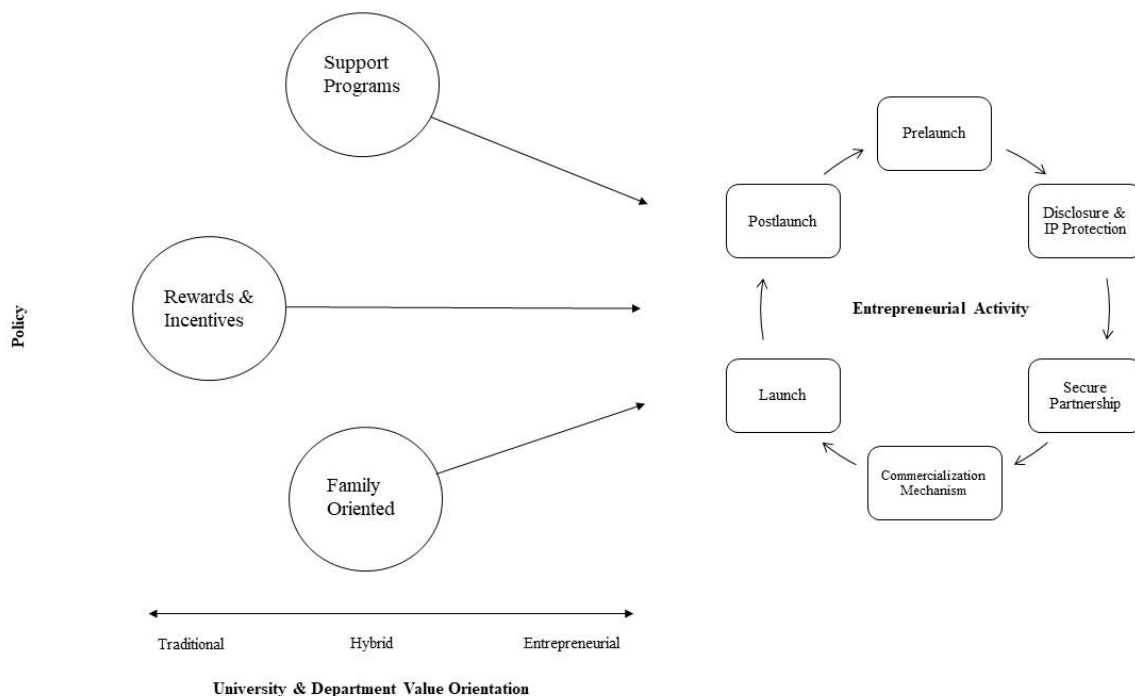 Support
Programs
Rewards &
Incentives
Family
Oriented
Policy
Traditional
Hybrid
Entrepreneurial
University & Department Value Orientation
Prelaunch
Disclosure &
IP Protection
Secure
Partnership
Commercialization
Mechanism
Launch
Postlaunch
Entrepreneurial Activity